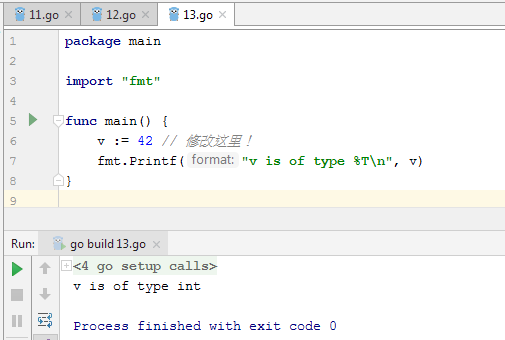 11.go
12.go
13.go
1 package main
2
3 import "fmt"
4
5 func main() {
6 v := 42 // 修改这里！
7 fmt.Printf( format: "v is of type %T\n", v)
8 }
9
Run: go build 13.go
<4 go setup calls>
v is of type int
Process finished with exit code 0